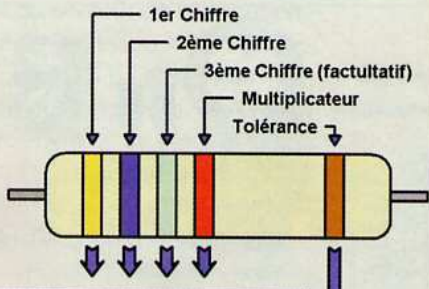 1er Chiffre
2ème Chiffre
3ème Chiffre (factultatif)
Multiplicateur
Tolérance